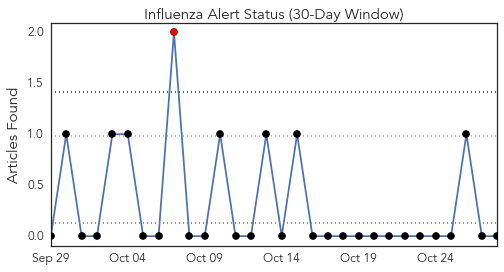 Influenza Alert Status (30-Day Window)
Articles Found
2.0
1.5
1.0
0.5
0.0
Sep 29 Oct 04 Oct 09 Oct 14 Oct 19 Oct 24